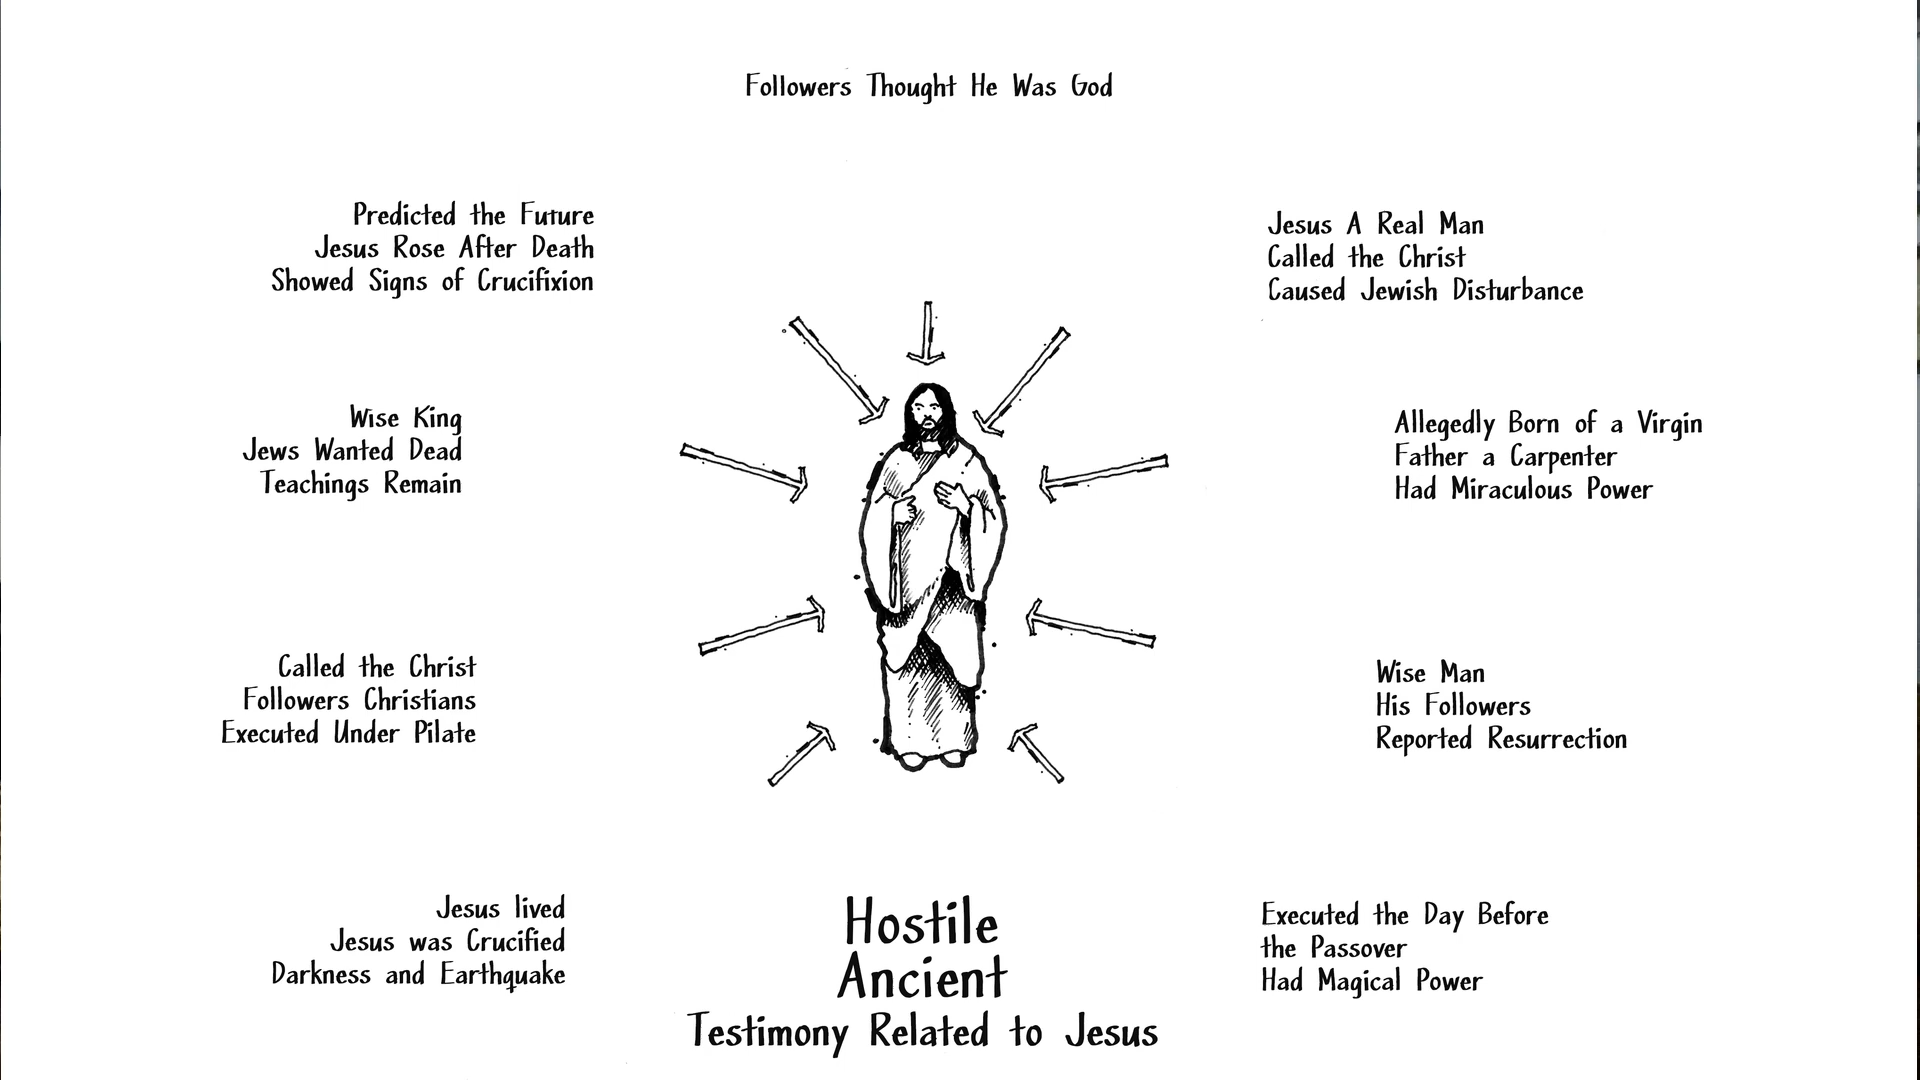 Followers Thought He Was God
Predicted the Future
Jesus Rose After Death
Showed Signs of Crucifixion
Jesus A Real Man
Called the Christ
Caused Jewish Disturbance
Wise King
Jews Wanted Dead
Teachings Remain
Allegedly Born of a Virgin
Father a Carpenter
Had Miraculous Power
Called the Christ
Followers Christians
Executed Under Pilate
Wise Man
His Followers
Reported Resurrection
Jesus lived
Jesus was Crucified
Darkness and Earthquake
Hostile
Ancient
Testimony Related to Jesus
Executed the Day Before
the Passover
Had Magical Power